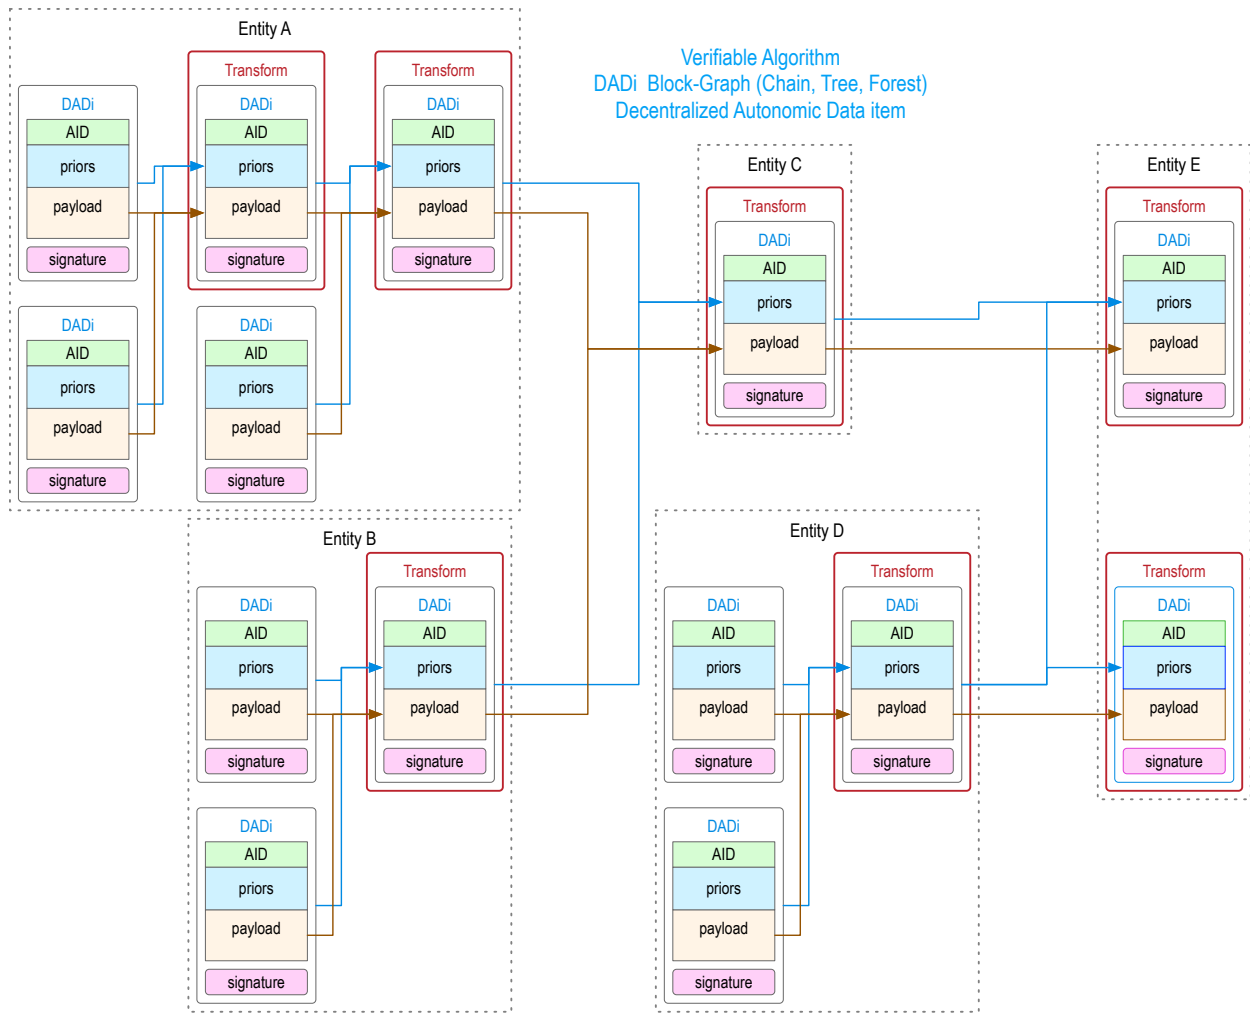 Entity A
Transform
Transform
DADi
AID
priors
payload
signature
DADi
AID
priors
payload
signature
DADi
AID
priors
payload
signature
DADi
AID
priors
payload
signature
DADi
AID
priors
payload
signature
Verifiable Algorithm
DADi Block-Graph (Chain, Tree, Forest)
Decentralized Autonomic Data item
Entity C
Transform
DADi
AID
priors
payload
signature
Entity E
Transform
DADi
AID
priors
payload
signature
Transform
DADi
AID
priors
payload
signature
Entity B
Transform
DADi
AID
priors
payload
signature
DADi
AID
priors
payload
signature
DADi
AID
priors
payload
signature
Entity D
Transform
DADi
AID
priors
payload
signature
DADi
AID
priors
payload
signature
DADi
AID
priors
payload
signature